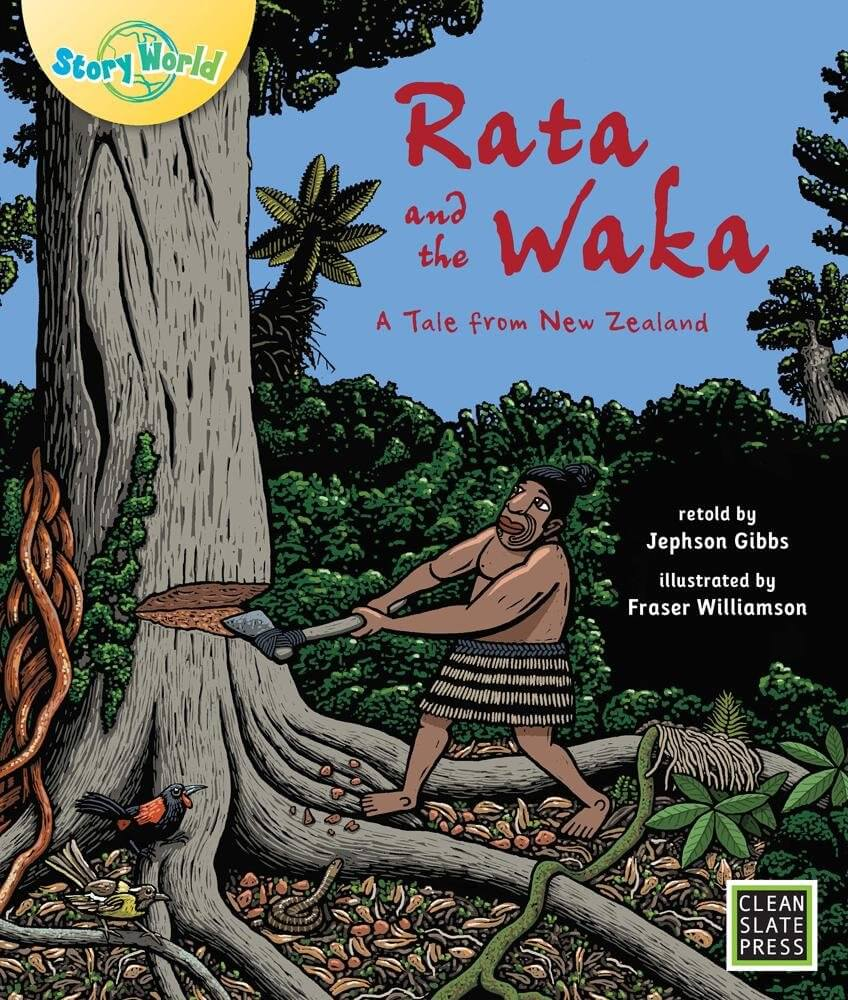 Story World
Rata
and the Waka
A Tale from New Zealand
retold by
Jephson Gibbs
illustrated by
Fraser Williamson
CLEAN
SLATE
PRESS